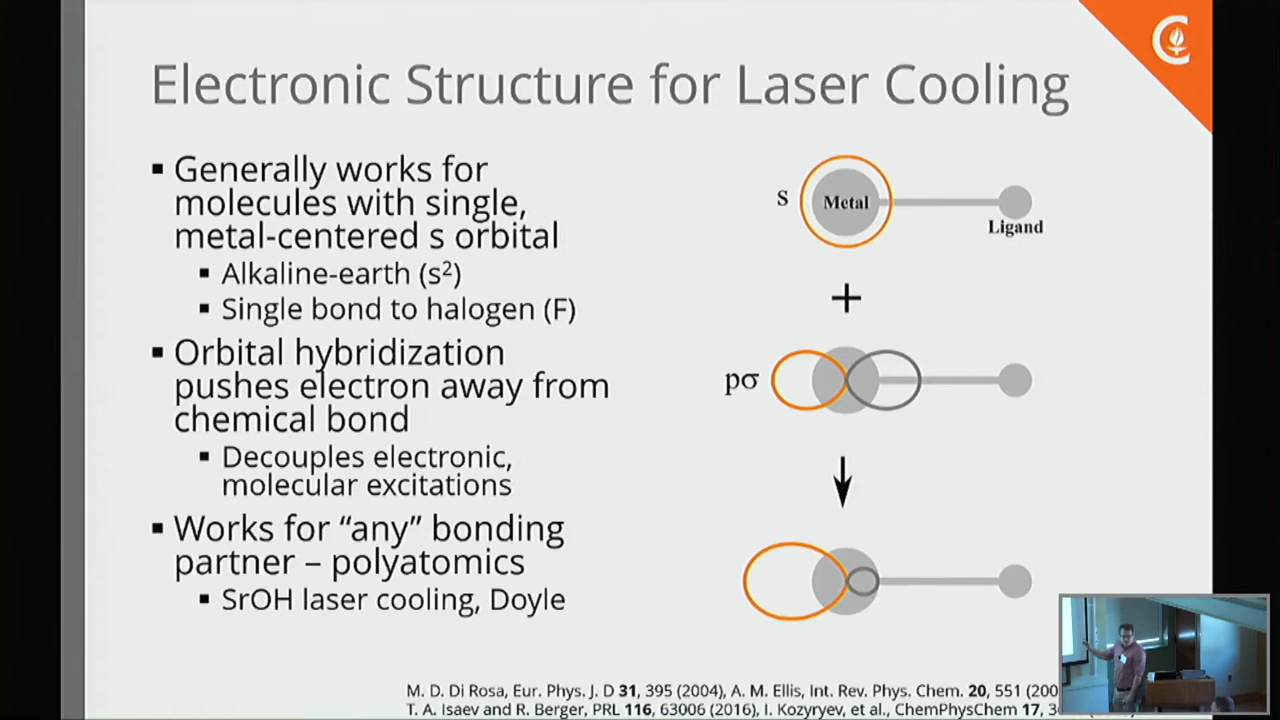 Electronic Structure for Laser Cooling
▪ Generally works for
molecules with single,
metal-centered s orbital
▪ Alkaline-earth (s²)
▪ Single bond to halogen (F)
▪ Orbital hybridization
pushes electron away from
chemical bond
▪ Decouples electronic,
molecular excitations
▪ Works for “any” bonding
partner – polyatomics
▪ SrOH laser cooling, Doyle
s
Metal
Ligand
+
pσ
M. D. Di Rosa, Eur. Phys. J. D 31, 395 (2004), A. M. Ellis, Int. Rev. Phys. Chem. 20, 551 (200
T. A. Isaev and R. Berger, PRL 116, 63006 (2016), I. Kozyryev, et al., ChemPhysChem 17, 3